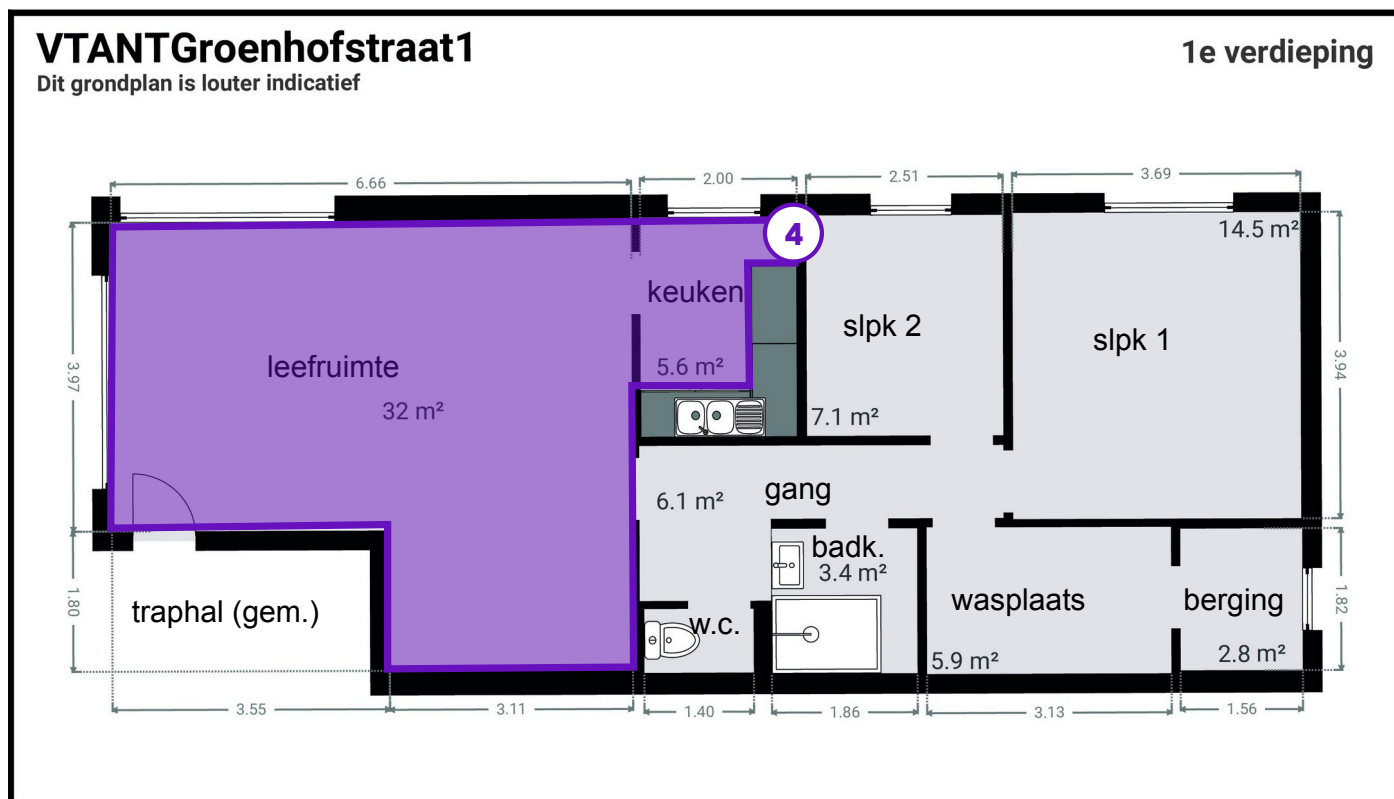 VTANTGroenhofstraat1
1e verdieping
Dit grondplan is louter indicatief
6.66
2.00
2.51
3.69
4
14.5 m²
keuken
slpk 2
slpk 1
leefruimte
5.6 m²
3.97
3.94
32 m²
7.1 m²
6.1 m²
gang
badk.
3.4 m²
traphal (gem.)
w.c.
wasplaats
berging
1.80
1.82
5.9 m²
2.8 m²
3.55
3.11
1.40
1.86
3.13
1.56